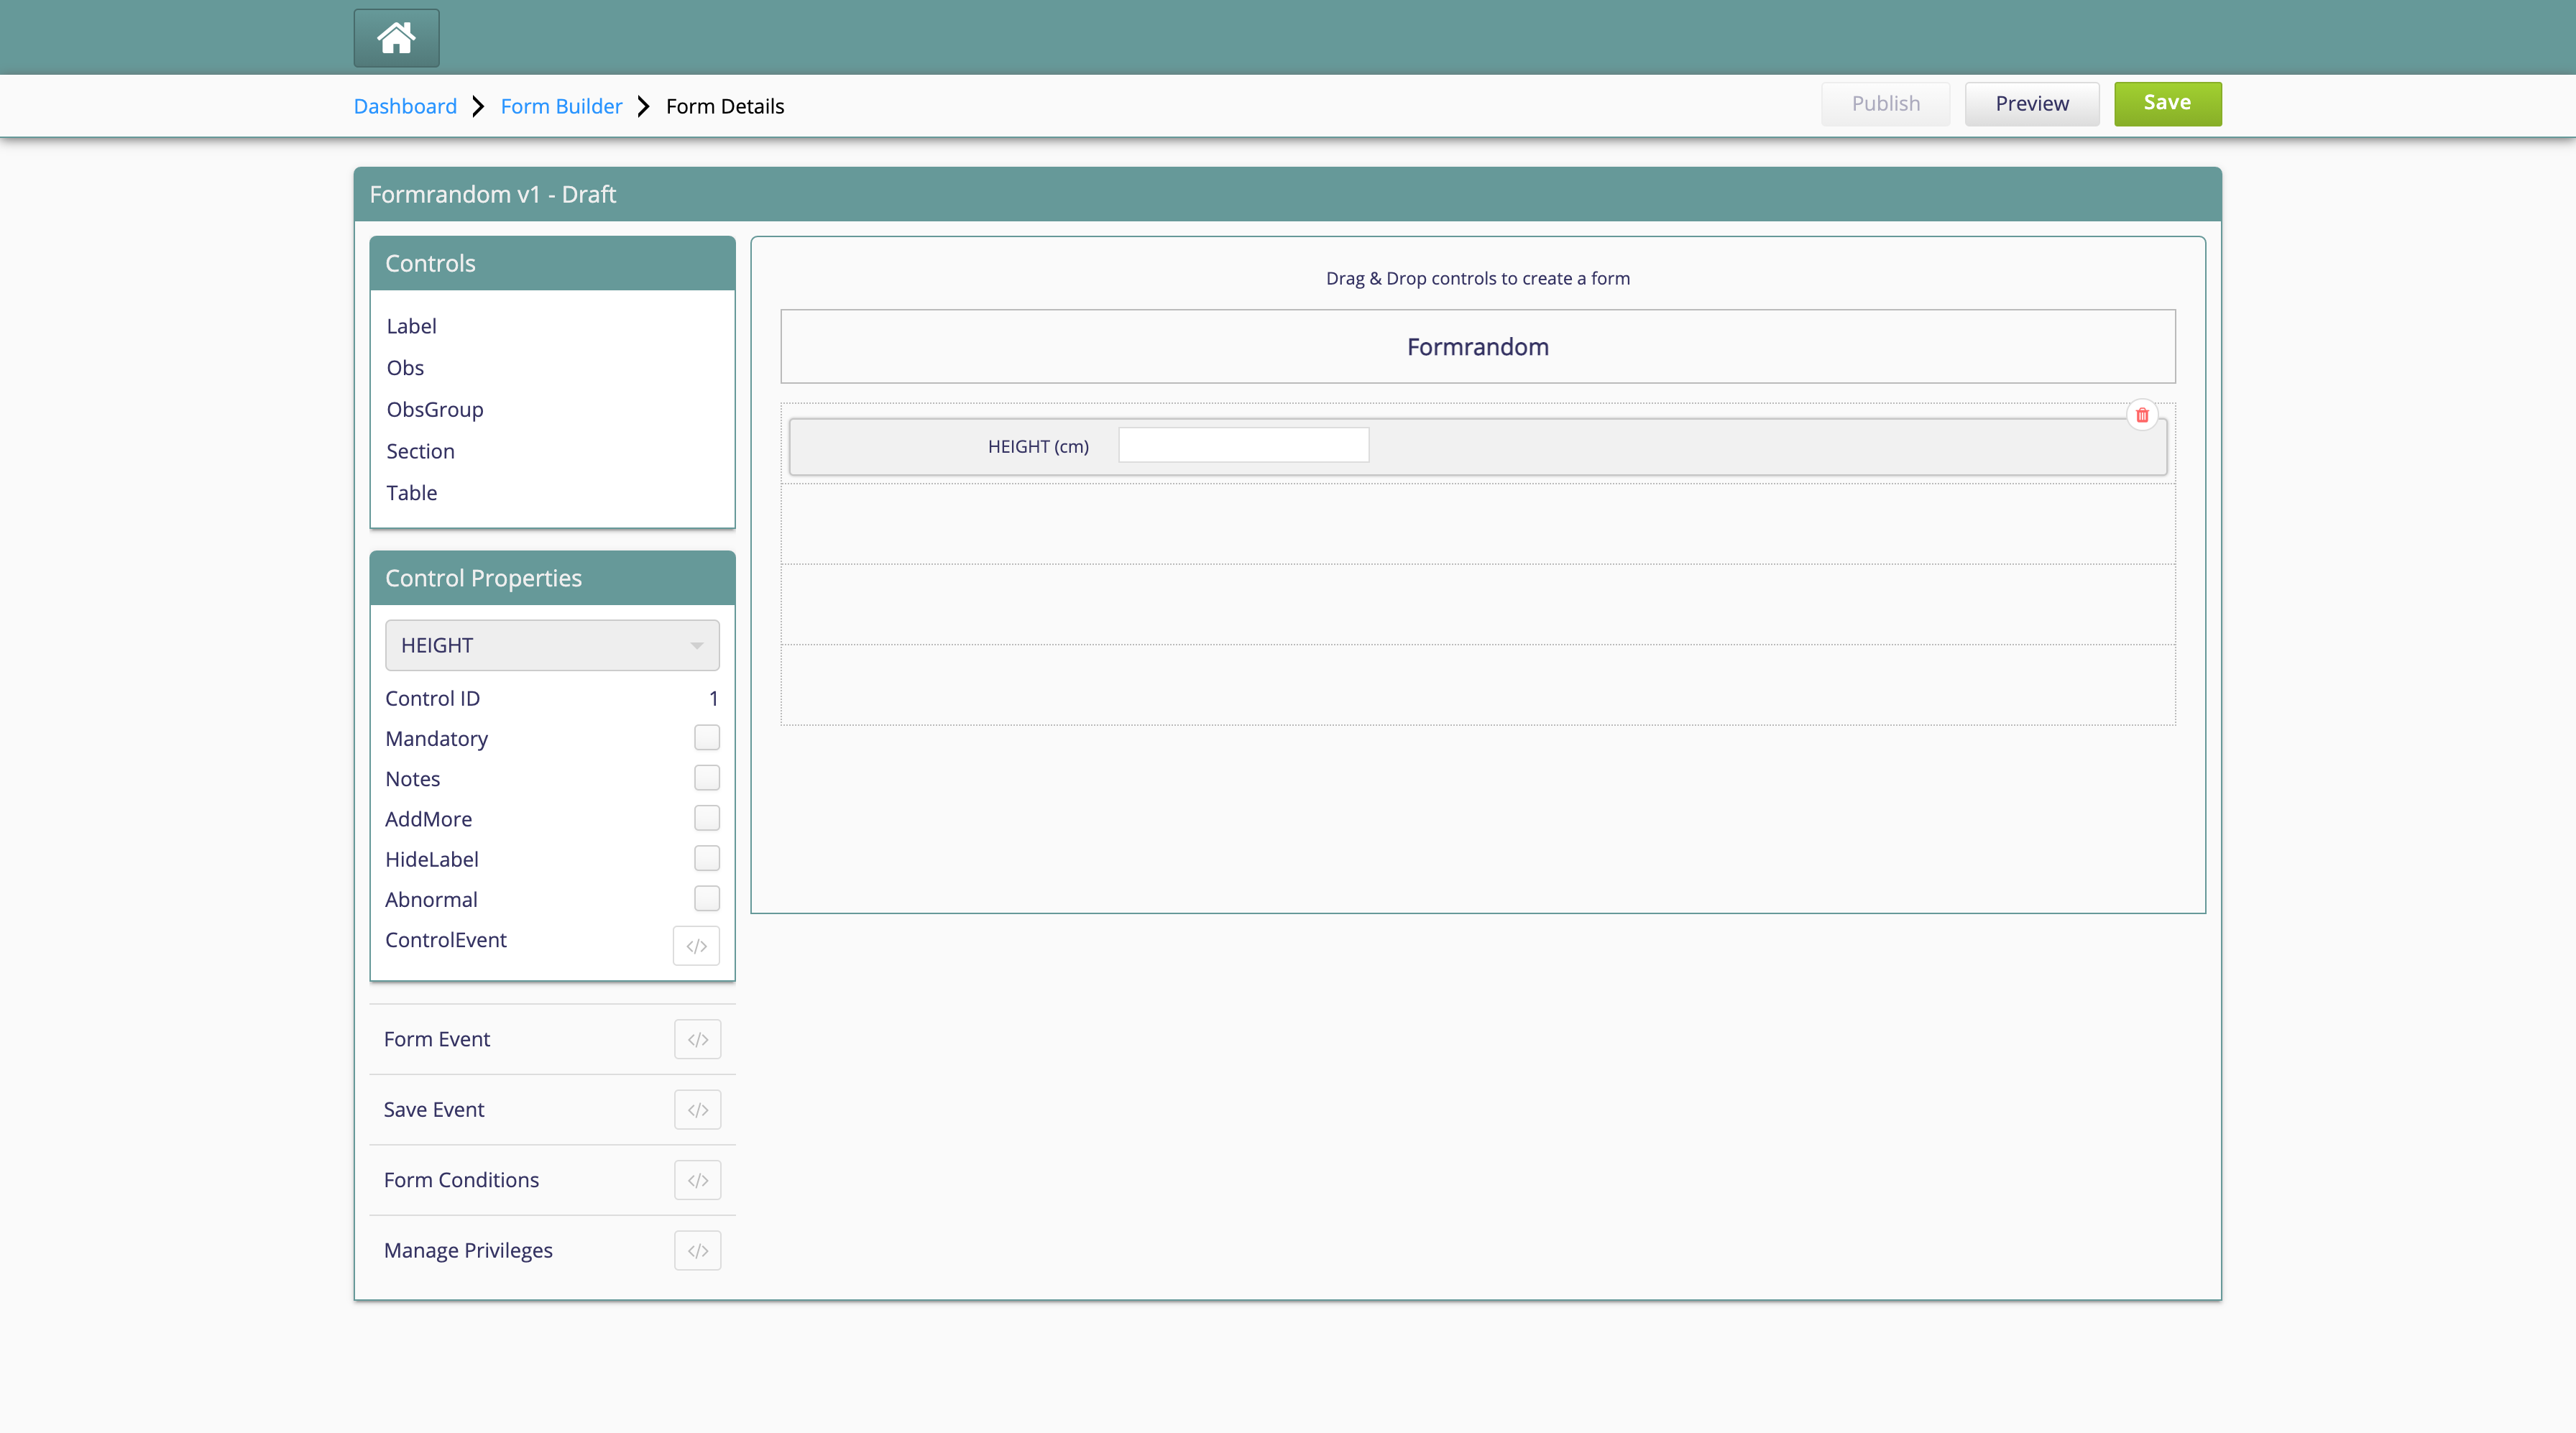 Dashboard Form Builder Form Details
Publish Preview Save
Formrandom v1 - Draft
Controls
Label
Obs
ObsGroup
Section
Table
Control Properties
HEIGHT
Control ID 1
Mandatory
Notes
AddMore
HideLabel
Abnormal
ControlEvent </>
Form Event </>
Save Event </>
Form Conditions </>
Manage Privileges </>
Drag & Drop controls to create a form
Formrandom
HEIGHT (cm)